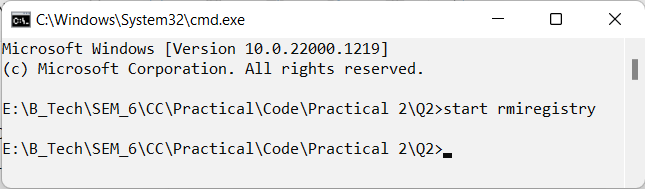 C:\Windows\System32\cmd.exe
Microsoft Windows [Version 10.0.22000.1219]
(c) Microsoft Corporation. All rights reserved.
E:\B_Tech\SEM_6\CC\Practical\Code\Practical 2\Q2>start rmiregistry
E:\B_Tech\SEM_6\CC\Practical\Code\Practical 2\Q2>